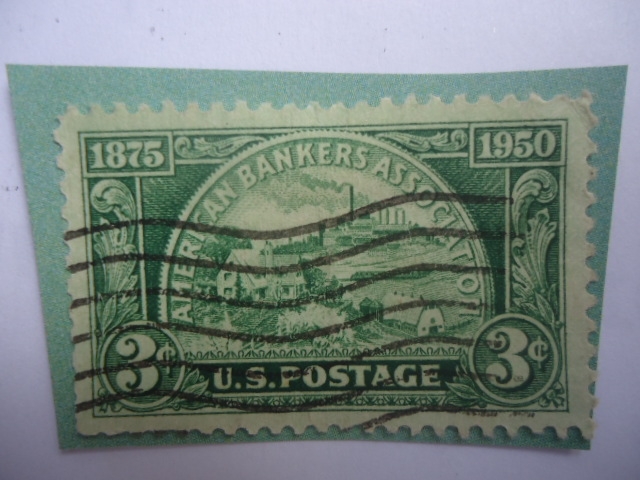 1875
1950
AMERICAN BANKERS ASSOCIATION
3¢
U.S.POSTAGE
3¢